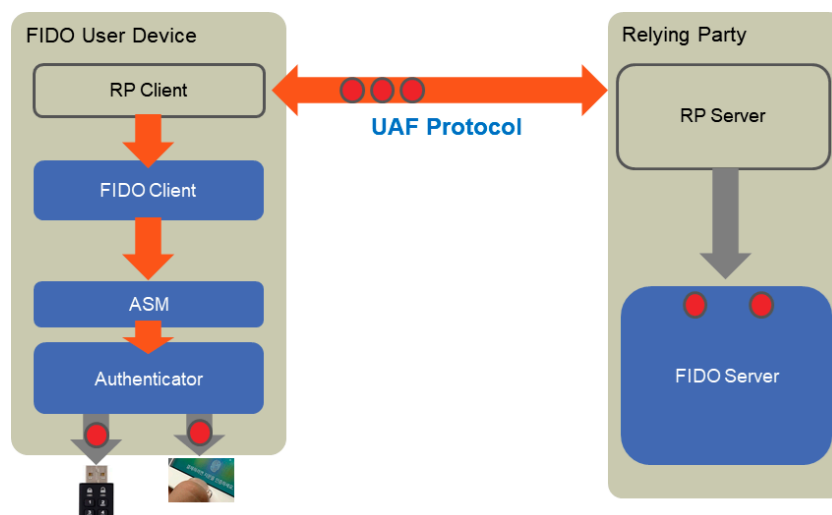 FIDO User Device
RP Client
FIDO Client
ASM
Authenticator
UAF Protocol
Relying Party
RP Server
FIDO Server